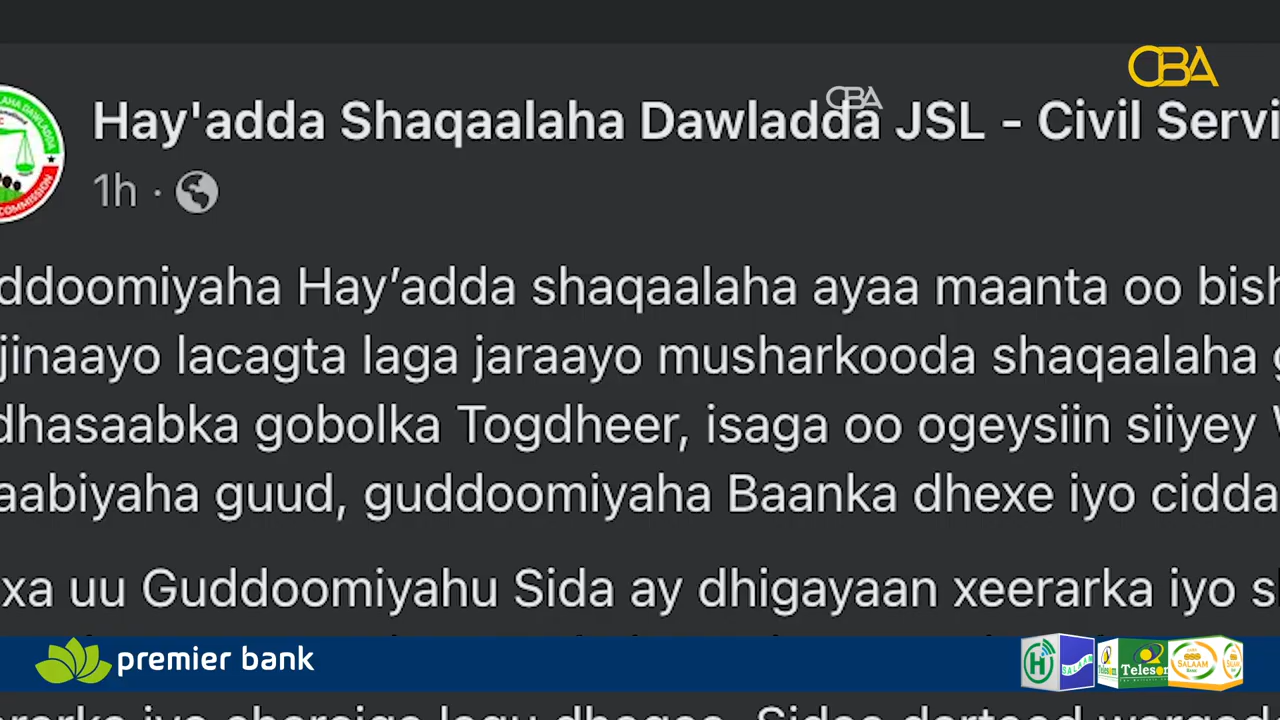 CBA
CBA
Hay'adda Shaqaalaha Dawladda JSL - Civil Servi
1h ·
ddoomiyaha Hay’adda shaqaalaha ayaa maanta oo bish
jinaayo lacagta laga jaraayo musharkooda shaqaalaha g
dhasaabka gobolka Togdheer, isaga oo ogeysiin siiyey W
aabiyaha guud, guddoomiyaha Baanka dhexe iyo cidda
xa uu Guddoomiyahu Sida ay dhigayaan xeerarka iyo s
premier bank
SALAAN
Telesom
SALAAM